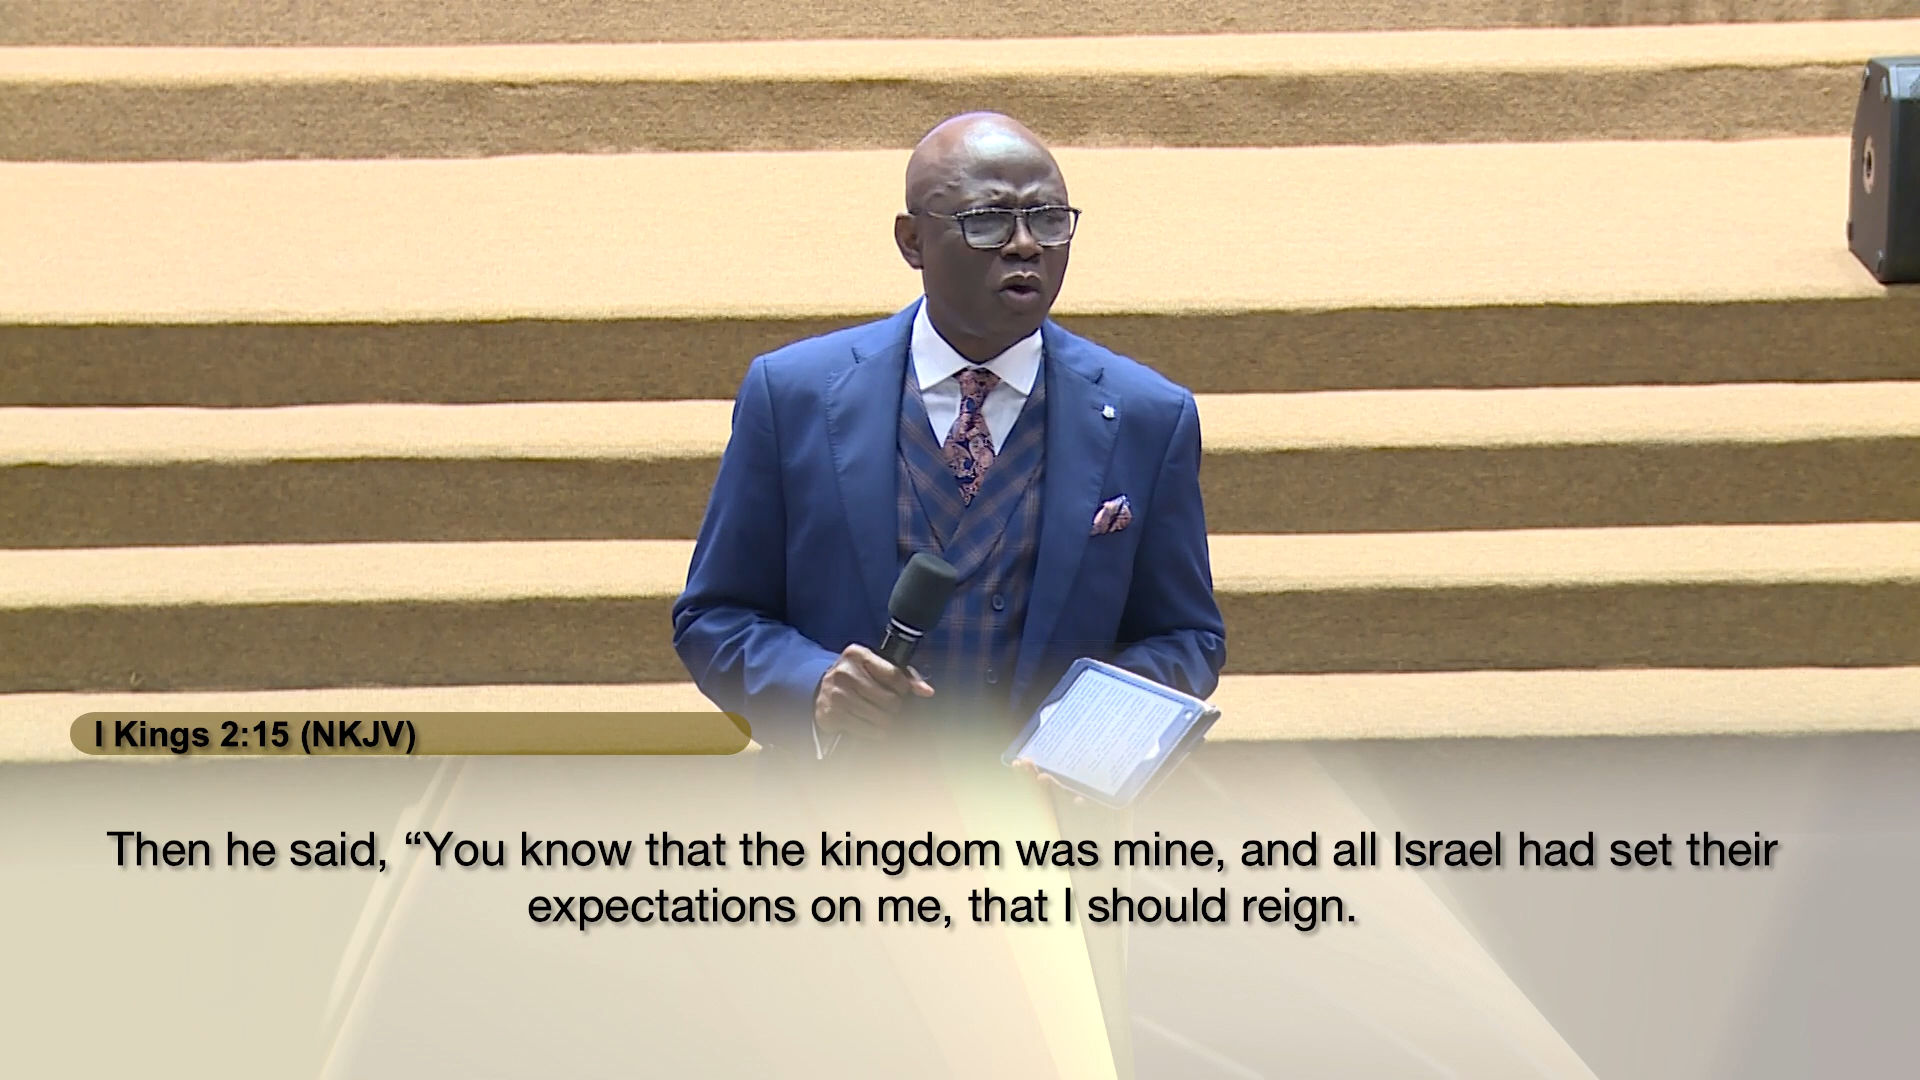 I Kings 2:15 (NKJV)
Then he said, “You know that the kingdom was mine, and all Israel had set their
expectations on me, that I should reign.